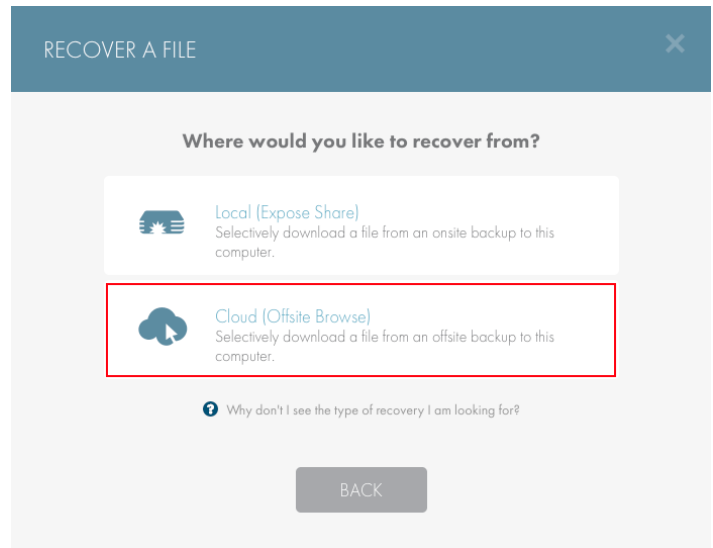 RECOVER A FILE
Where would you like to recover from?
Local (Expose Share)
Selectively download a file from an onsite backup to this
computer.
Cloud (Offsite Browse)
Selectively download a file from an offsite backup to this
computer.
? Why don't I see the type of recovery I am looking for?
BACK